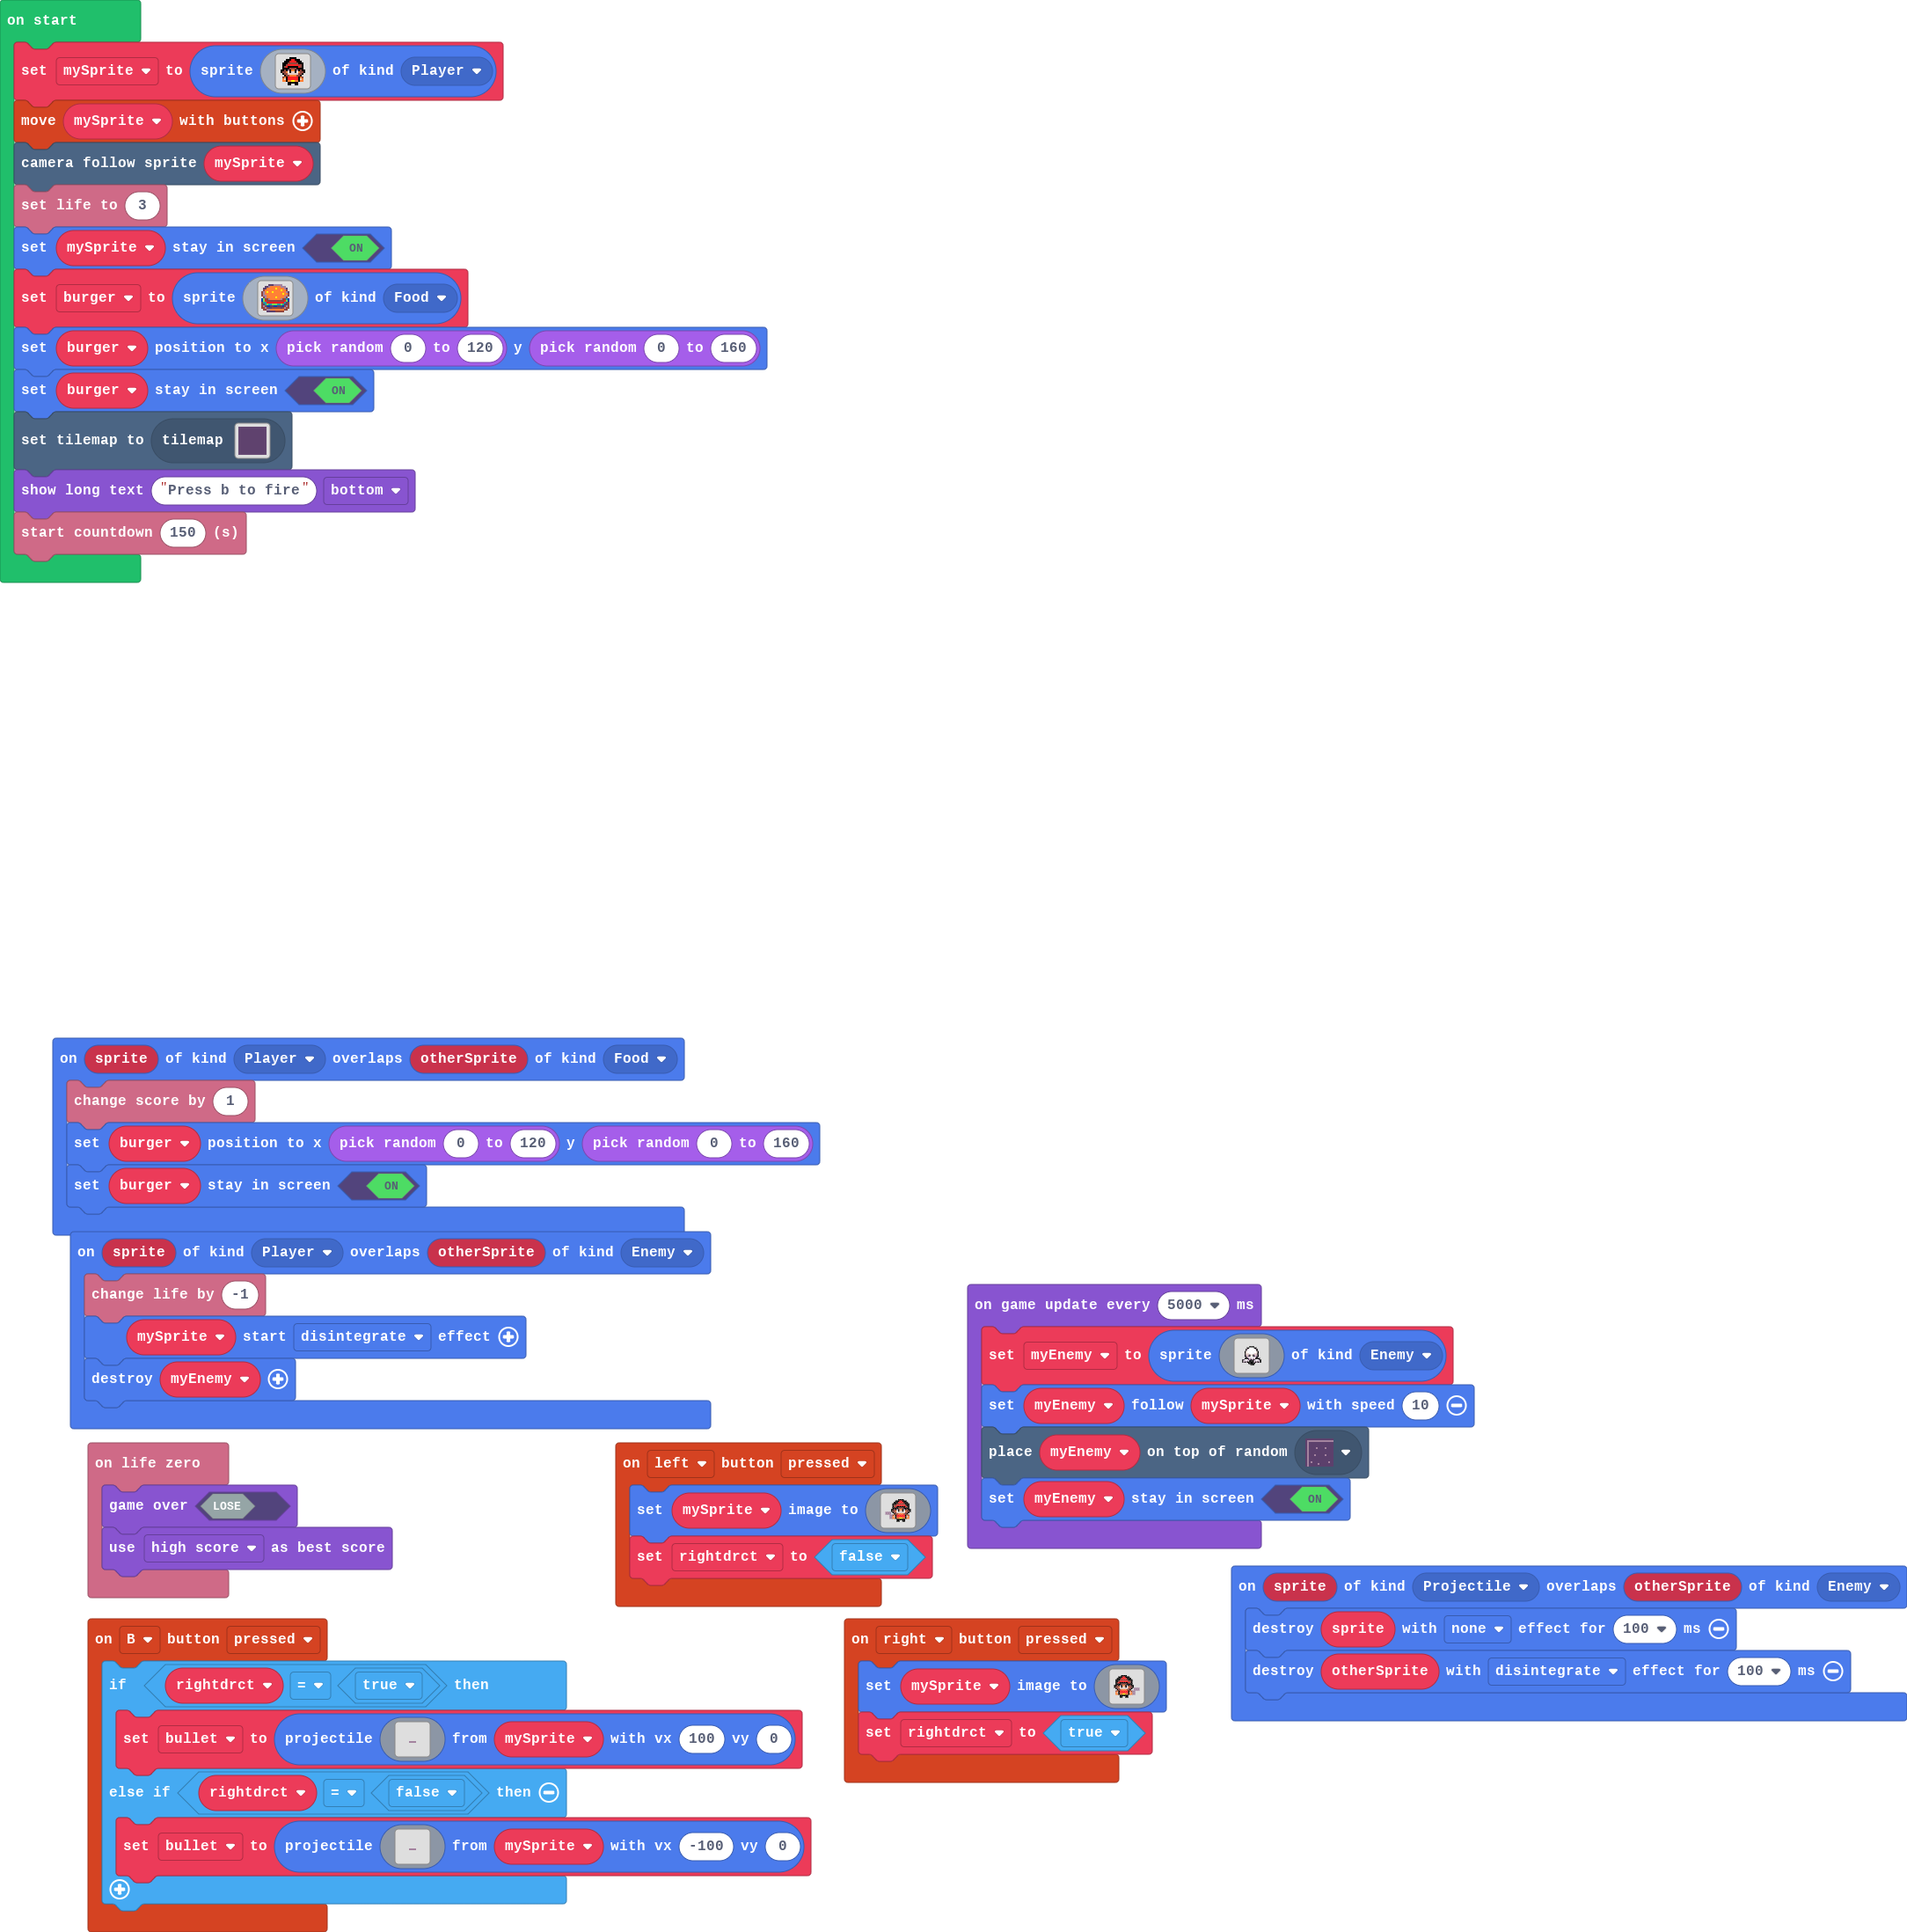 on start
set mySprite to sprite of kind Player
move mySprite with buttons
camera follow sprite mySprite
set life to 3
set mySprite stay in screen ON
set burger to sprite of kind Food
set burger position to x pick random 0 to 120 y pick random 0 to 160
set burger stay in screen ON
set tilemap to tilemap
show long text "Press b to fire" bottom
start countdown 150 (s)
on sprite of kind Player overlaps otherSprite of kind Food
change score by 1
set burger position to x pick random 0 to 120 y pick random 0 to 160
set burger stay in screen ON
on sprite of kind Player overlaps otherSprite of kind Enemy
change life by -1
mySprite start disintegrate effect
destroy myEnemy
on game update every 5000 ms
set myEnemy to sprite of kind Enemy
set myEnemy follow mySprite with speed 10
place myEnemy on top of random
set myEnemy stay in screen ON
on life zero
game over LOSE
use high score as best score
on left button pressed
set mySprite image to
set rightdrct to false
on sprite of kind Projectile overlaps otherSprite of kind Enemy
destroy sprite with none effect for 100 ms
destroy otherSprite with disintegrate effect for 100 ms
on B button pressed
if rightdrct = true then
set bullet to projectile from mySprite with vx 100 vy 0
else if rightdrct = false then
set bullet to projectile from mySprite with vx -100 vy 0
on right button pressed
set mySprite image to
set rightdrct to true